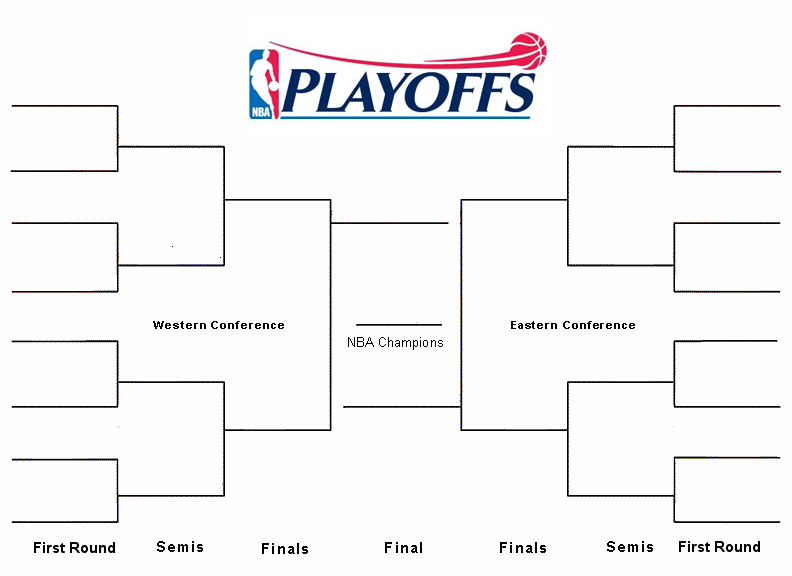 NBA
PLAYOFFS
Western Conference
Eastern Conference
NBA Champions
First Round
Semis
Finals
Final
Finals
Semis
First Round